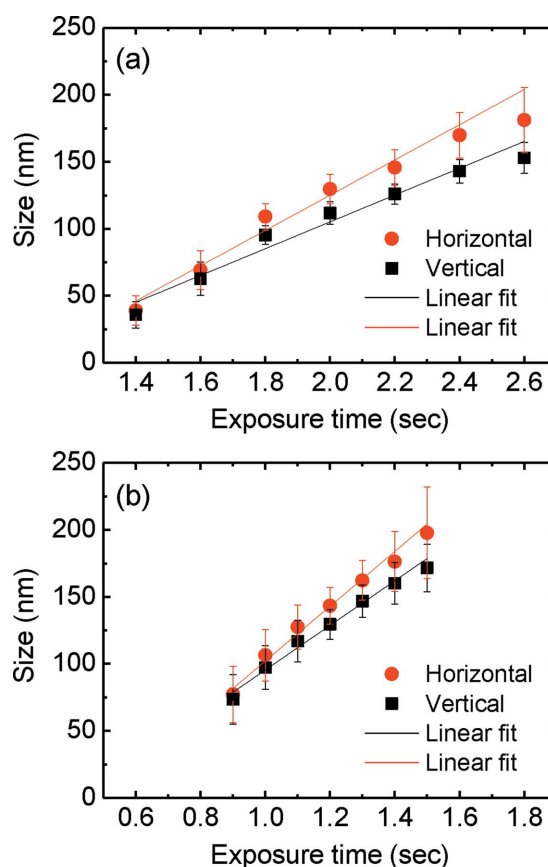 250
(a)
200
150
100
50
0
Size (nm)
Horizontal
Vertical
Linear fit
Linear fit
1.4 1.6 1.8 2.0 2.2 2.4 2.6
Exposure time (sec)
250
(b)
200
150
100
50
0
Size (nm)
Horizontal
Vertical
Linear fit
Linear fit
0.6 0.8 1.0 1.2 1.4 1.6 1.8
Exposure time (sec)